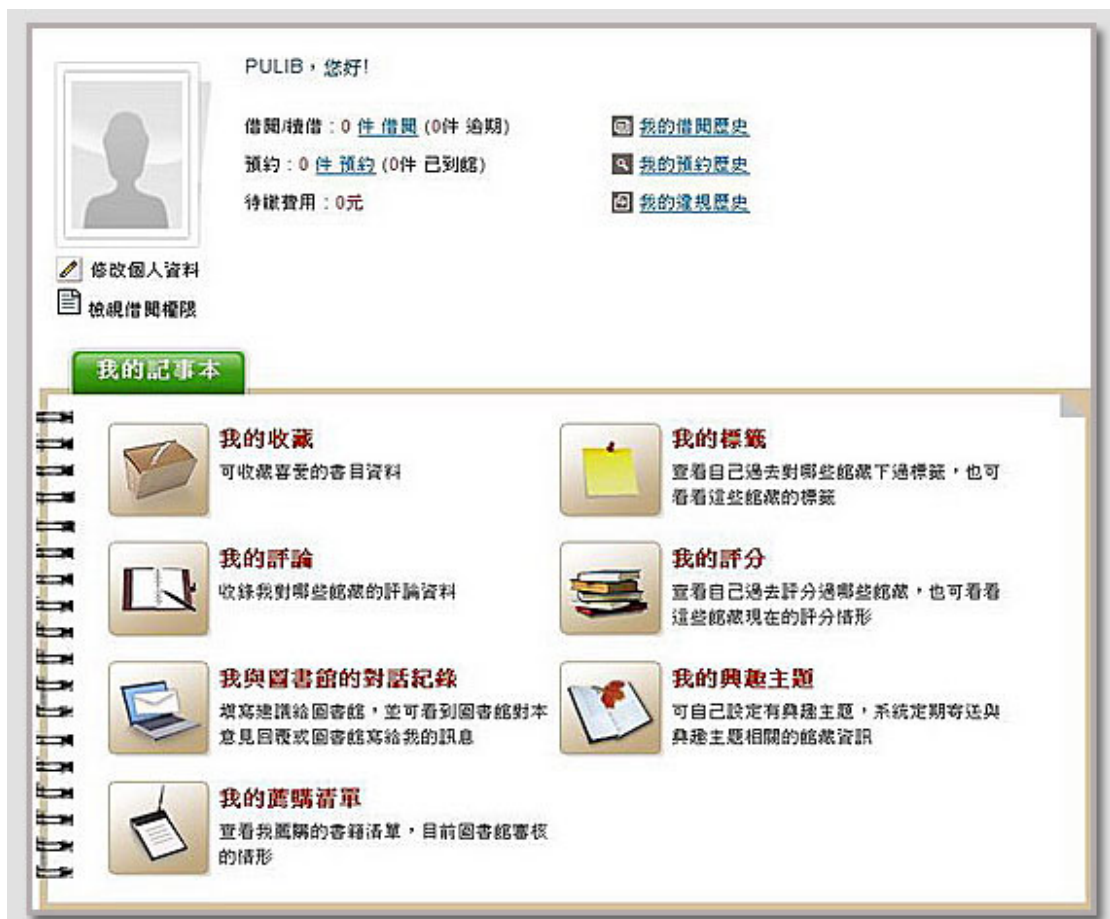 PULIB，您好!
借閱/續借：0 件 借閱 (0件 逾期)
我的借閱歷史
預約：0 件 預約 (0件 已到館)
我的預約歷史
待繳費用：0元
我的違規歷史
修改個人資料
檢視借閱權限
我的記事本
我的收藏
可收藏喜愛的書目資料
我的標籤
查看自己過去對哪些館藏下過標籤，也可
看看這些館藏的標籤
我的評論
收錄我對哪些館藏的評論資料
我的評分
查看自己過去評分過哪些館藏，也可看看
這些館藏現在的評分情形
我與圖書館的對話紀錄
填寫建議給圖書館，並可看到圖書館對本
意見回覆或圖書館寫給我的訊息
我的興趣主題
可自己設定有興趣主題，系統定期寄送與
興趣主題相關的館藏資訊
我的薦購清單
查看我薦購的書籍清單，目前圖書館審核
的情形